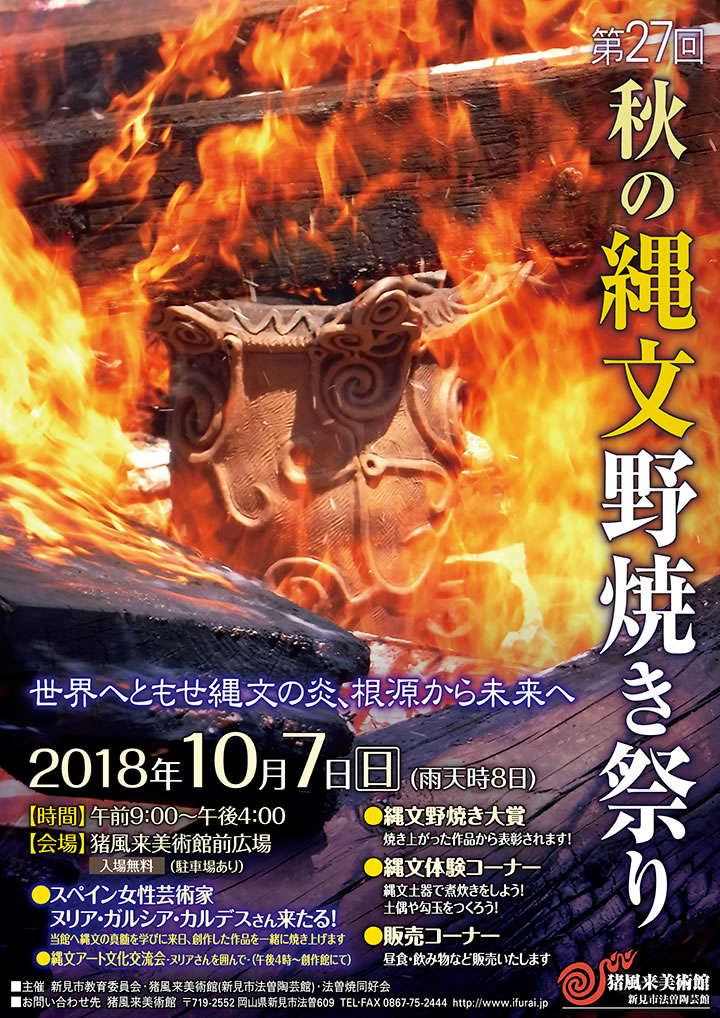 第27回
秋の縄文野焼き祭り
世界へともせ縄文の炎、根源から未来へ
2018年10月7日日(雨天時8日)
【時間】午前9:00〜午後4:00
【会場】猪風来美術館前広場
入場無料 (駐車場あり)
●スペイン女性芸術家
ヌリア・ガルシア・カルデスさん来たる!
当館へ縄文の真髄を学びに来日、創作した作品を一緒に焼き上げます
●縄文アート文化交流会-ヌリアさんを囲んで-(午後4時〜創作館にて)
●縄文野焼き大賞
焼き上がった作品から表彰されます!
●縄文体験コーナー
縄文土器で煮炊きをしよう!
土偶や勾玉をつくろう!
●販売コーナー
昼食・飲み物など販売いたします
猪風来美術館
新見市法曽陶芸館
■主催 新見市教育委員会・猪風来美術館(新見市法曽陶芸館)・法曽焼同好会
■お問い合わせ先 猪風来美術館 〒719-2552 岡山県新見市法曽609 TEL・FAX 0867-75-2444 http://www.ifurai.jp/